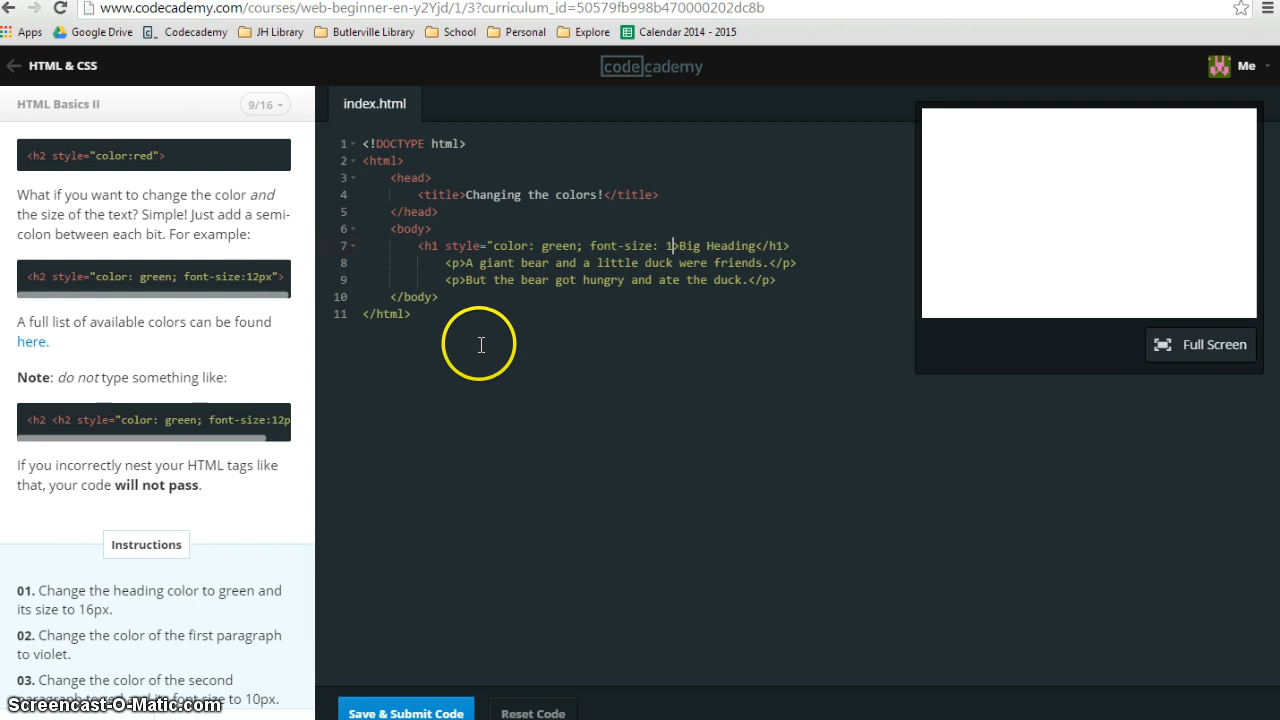 www.codecademy.com/courses/web-beginner-en-y2Yjd/1/3?curriculum_id=50579fb998b470000202dc8b
Apps Google Drive Codecademy JH Library Butlerville Library School Personal Explore Calendar 2014 - 2015
HTML & CSS
code cademy
Me
HTML Basics II
9/16
<h2 style="color:red">
What if you want to change the color and
the size of the text? Simple! Just add a semi-
colon between each bit. For example:
<h2 style="color: green; font-size:12px">
A full list of available colors can be found
here.
Note: do not type something like:
<h2 <h2 style="color: green; font-size:12p
If you incorrectly nest your HTML tags like
that, your code will not pass.
Instructions
01. Change the heading color to green and
its size to 16px.
02. Change the color of the first paragraph
to violet.
03. Change the color of the second
font size to 10px.
index.html
1 <!DOCTYPE html>
2 <html>
3 <head>
4 <title>Changing the colors!</title>
5 </head>
6 <body>
7 <h1 style="color: green; font-size: 1>Big Heading</h1>
8 <p>A giant bear and a little duck were friends.</p>
9 <p>But the bear got hungry and ate the duck.</p>
10 </body>
11 </html>
Full Screen
Save & Submit Code
Reset Code
Screencast-O-Matic.com